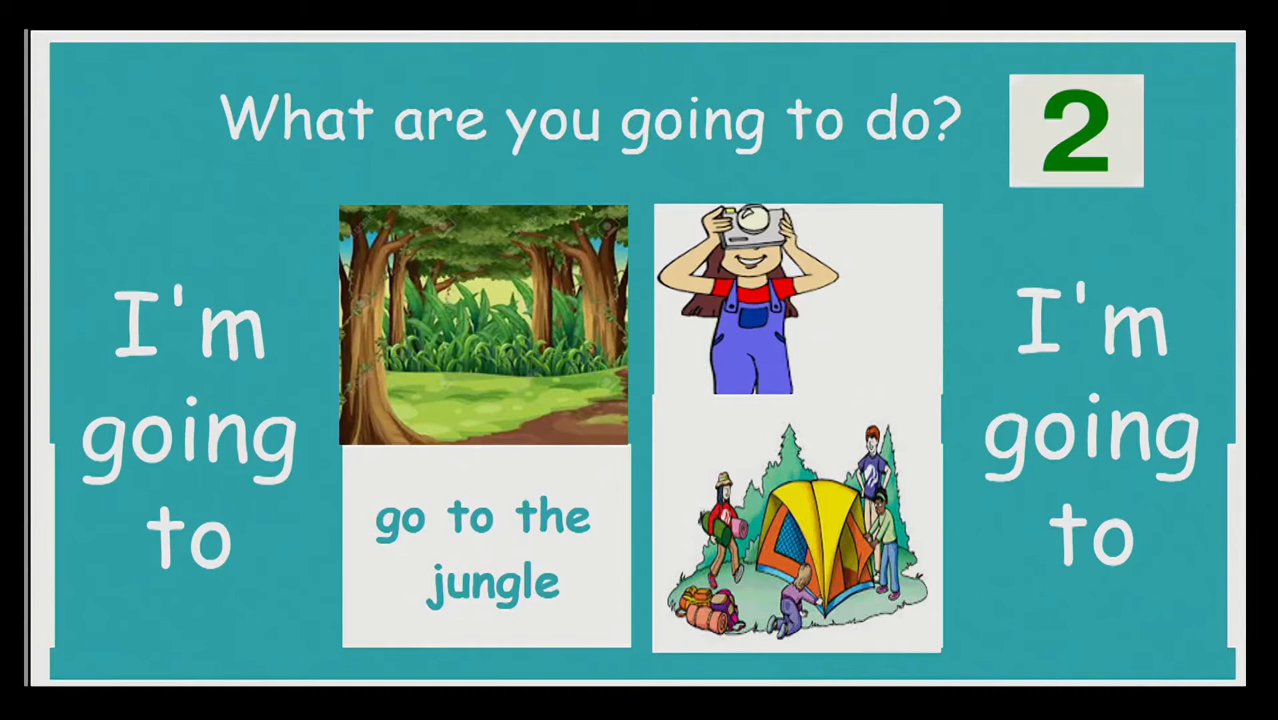 What are you going to do?
2
I'm
going
to
go to the
jungle
I'm
going
to